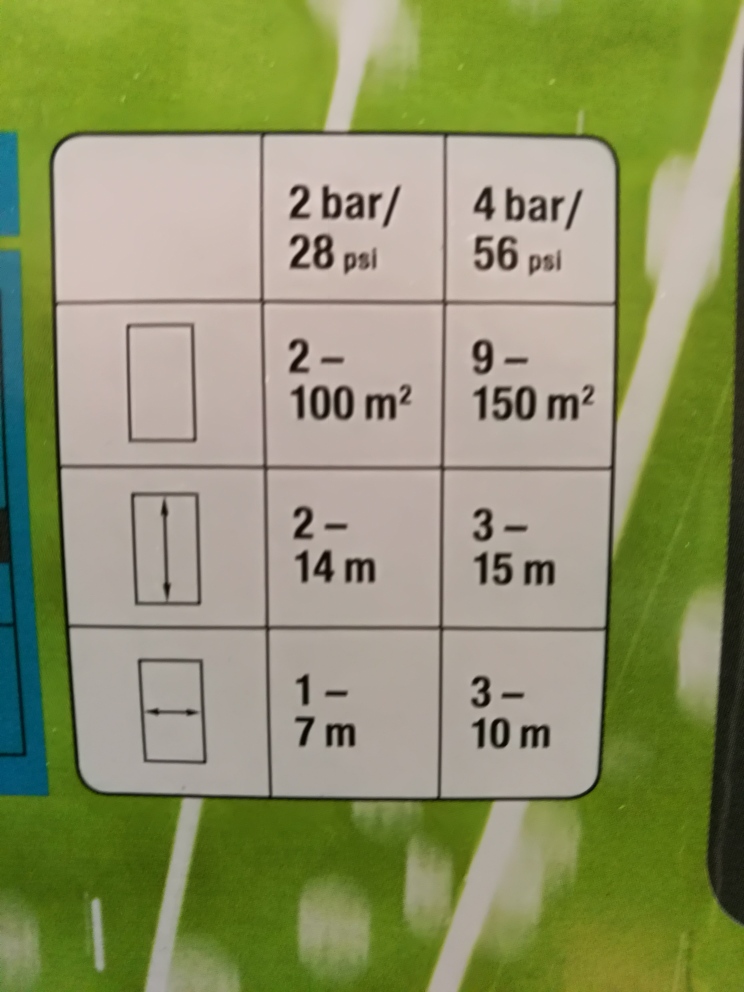 2 bar/ 4 bar/
28 psi 56 psi
2 – 9 –
100 m² 150 m²
2 – 3 –
14 m 15 m
1 – 3 –
7 m 10 m